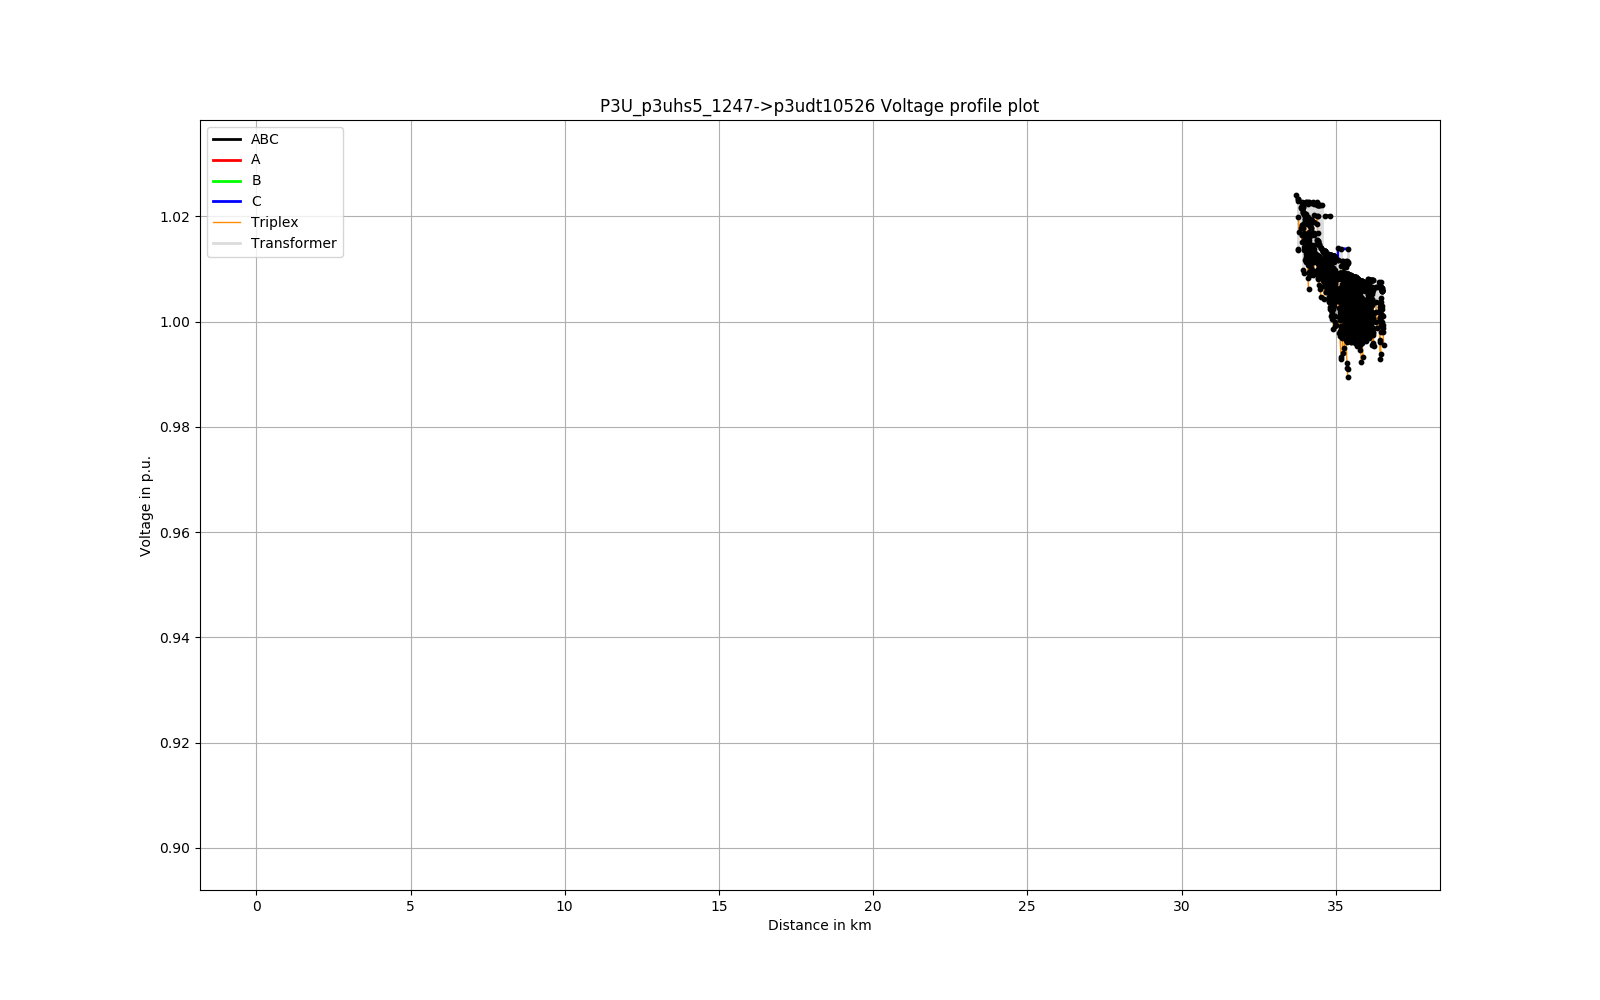 P3U_p3uhs5_1247->p3udt10526 Voltage profile plot
ABC
A
B
C
Triplex
Transformer
1.02
1.00
0.98
0.96
0.94
0.92
0.90
Voltage in p.u.
0 5 10 15 20 25 30 35
Distance in km